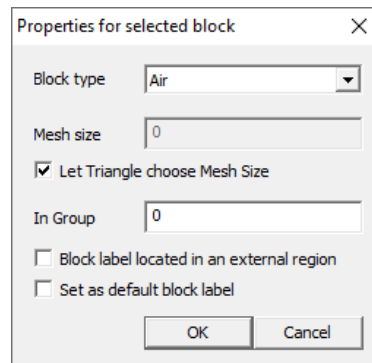 Properties for selected block
Block type Air
Mesh size 0
Let Triangle choose Mesh Size
In Group 0
Block label located in an external region
Set as default block label
OK Cancel